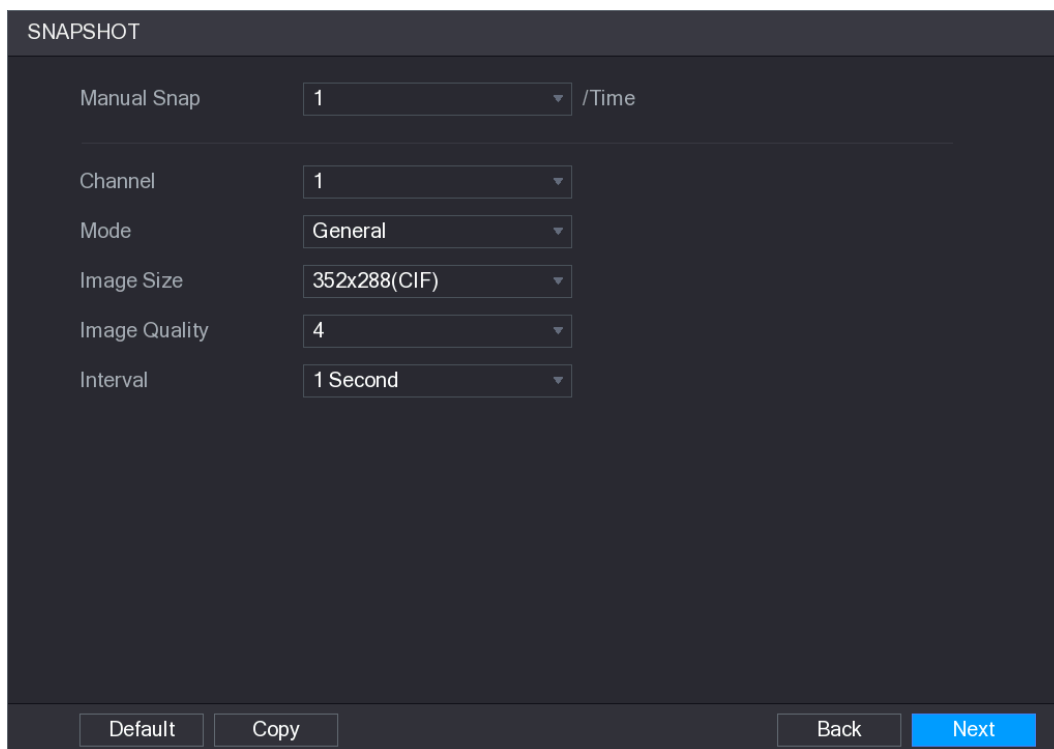 SNAPSHOT
Manual Snap 1 /Time
Channel 1
Mode General
Image Size 352x288(CIF)
Image Quality 4
Interval 1 Second
Default Copy Back Next